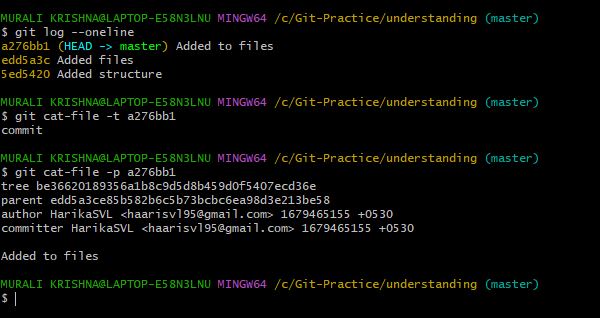 MURALI KRISHNA@LAPTOP-E58N3LNU MINGW64 /c/Git-Practice/understanding (master)
$ git log --oneline
a276bb1 (HEAD -> master) Added to files
edd5a3c Added files
5ed5420 Added structure
MURALI KRISHNA@LAPTOP-E58N3LNU MINGW64 /c/Git-Practice/understanding (master)
$ git cat-file -t a276bb1
commit
MURALI KRISHNA@LAPTOP-E58N3LNU MINGW64 /c/Git-Practice/understanding (master)
$ git cat-file -p a276bb1
tree be36620189356a1b8c9d5d8b459d0f5407ecd36e
parent edd5a3ce85b582b6c5b73bcbc6ea98d3e213be58
author HarikaSVL <haarisvl95@gmail.com> 1679465155 +0530
committer HarikaSVL <haarisvl95@gmail.com> 1679465155 +0530
Added to files
MURALI KRISHNA@LAPTOP-E58N3LNU MINGW64 /c/Git-Practice/understanding (master)
$